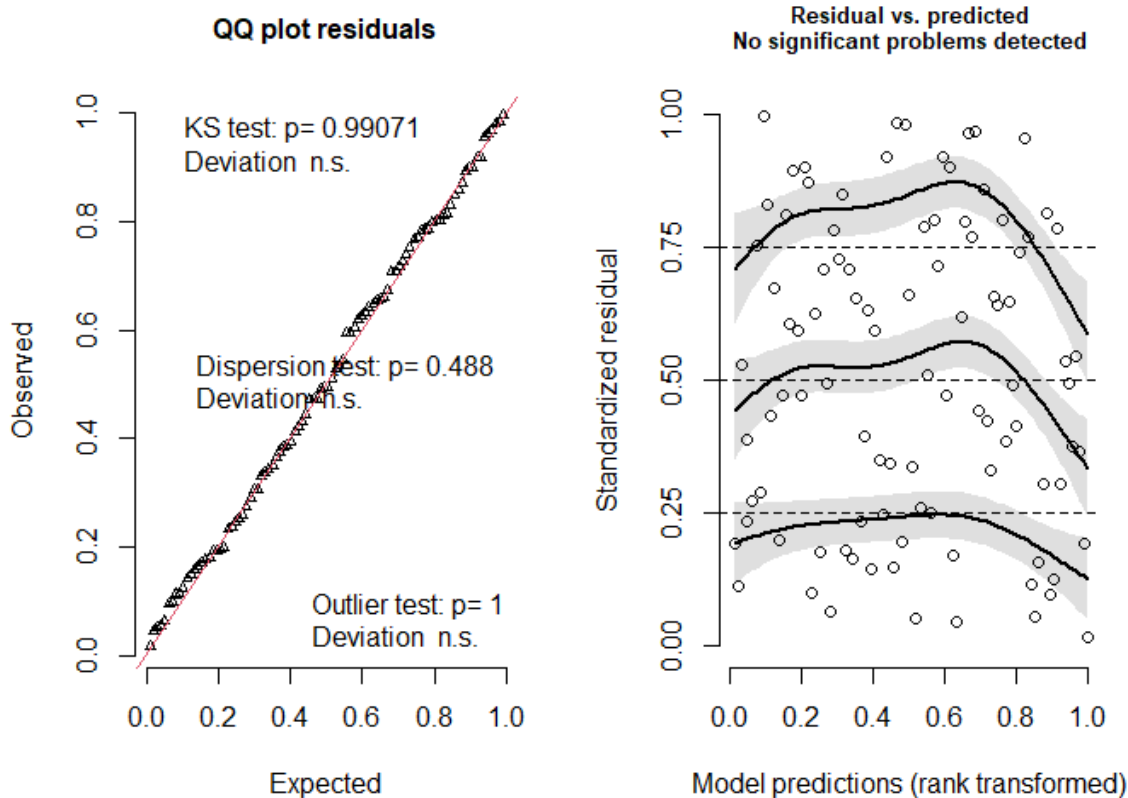 QQ plot residuals
KS test: p= 0.99071
Deviation n.s.
Dispersion test: p= 0.488
Deviation n.s.
Outlier test: p= 1
Deviation n.s.
Observed
0.0 0.2 0.4 0.6 0.8 1.0
0.0 0.2 0.4 0.6 0.8 1.0
Expected
Residual vs. predicted
No significant problems detected
Standardized residual
0.00 0.25 0.50 0.75 1.00
0.0 0.2 0.4 0.6 0.8 1.0
Model predictions (rank transformed)